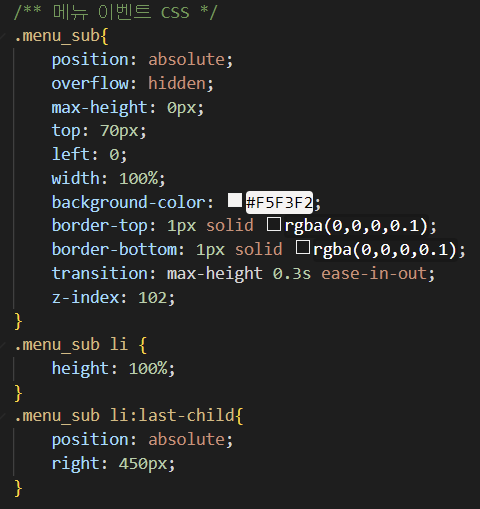 /** 메뉴 이벤트 CSS */
.menu_sub{
position: absolute;
overflow: hidden;
max-height: 0px;
top: 70px;
left: 0;
width: 100%;
background-color: #F5F3F2;
border-top: 1px solid rgba(0,0,0,0.1);
border-bottom: 1px solid rgba(0,0,0,0.1);
transition: max-height 0.3s ease-in-out;
z-index: 102;
}
.menu_sub li {
height: 100%;
}
.menu_sub li:last-child{
position: absolute;
right: 450px;
}